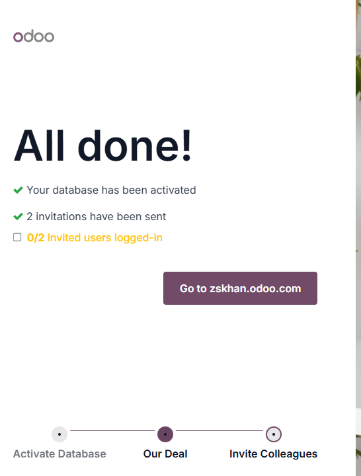 odoo
All done!
Your database has been activated
2 invitations have been sent
0/2 Invited users logged-in
Go to zskhan.odoo.com
Activate Database
Our Deal
Invite Colleagues